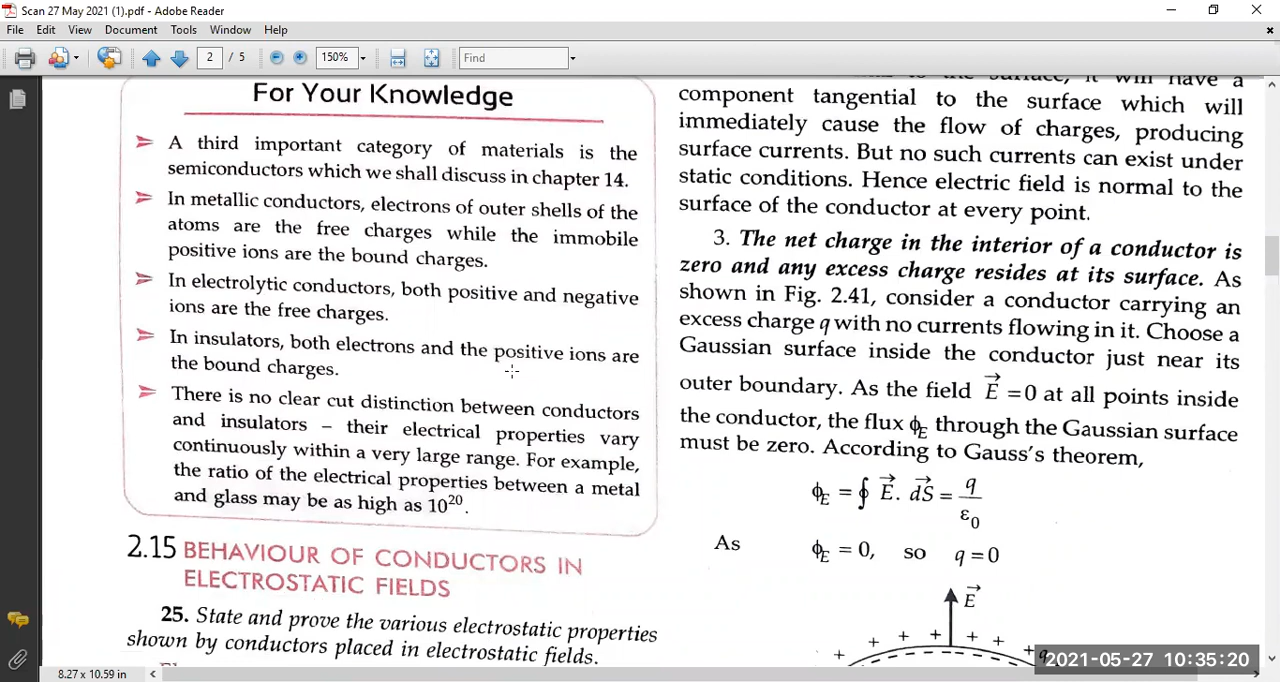 Scan 27 May 2021 (1).pdf - Adobe Reader
File Edit View Document Tools Window Help
2 / 5 150% Find
For Your Knowledge
A third important category of materials is the
semiconductors which we shall discuss in chapter 14.
In metallic conductors, electrons of outer shells of the
atoms are the free charges while the immobile
positive ions are the bound charges.
In electrolytic conductors, both positive and negative
ions are the free charges.
In insulators, both electrons and the positive ions are
the bound charges.
There is no clear cut distinction between conductors
and insulators – their electrical properties vary
continuously within a very large range. For example,
the ratio of the electrical properties between a metal
and glass may be as high as 10²⁰.
2.15 BEHAVIOUR OF CONDUCTORS IN
ELECTROSTATIC FIELDS
25. State and prove the various electrostatic properties
shown by conductors placed in electrostatic fields.
to the surface, it will have a
component tangential to the surface which will
immediately cause the flow of charges, producing
surface currents. But no such currents can exist under
static conditions. Hence electric field is normal to the
surface of the conductor at every point.
3. The net charge in the interior of a conductor is
zero and any excess charge resides at its surface. As
shown in Fig. 2.41, consider a conductor carrying an
excess charge q with no currents flowing in it. Choose a
Gaussian surface inside the conductor just near its
outer boundary. As the field E⃗ = 0 at all points inside
the conductor, the flux ϕ_E through the Gaussian surface
must be zero. According to Gauss's theorem,
ϕ_E = ∮ E⃗. dS⃗ = q/ε₀
As ϕ_E = 0, so q = 0
E⃗
+ + + + + + +
2021-05-27 10:35:20
8.27 x 10.59 in